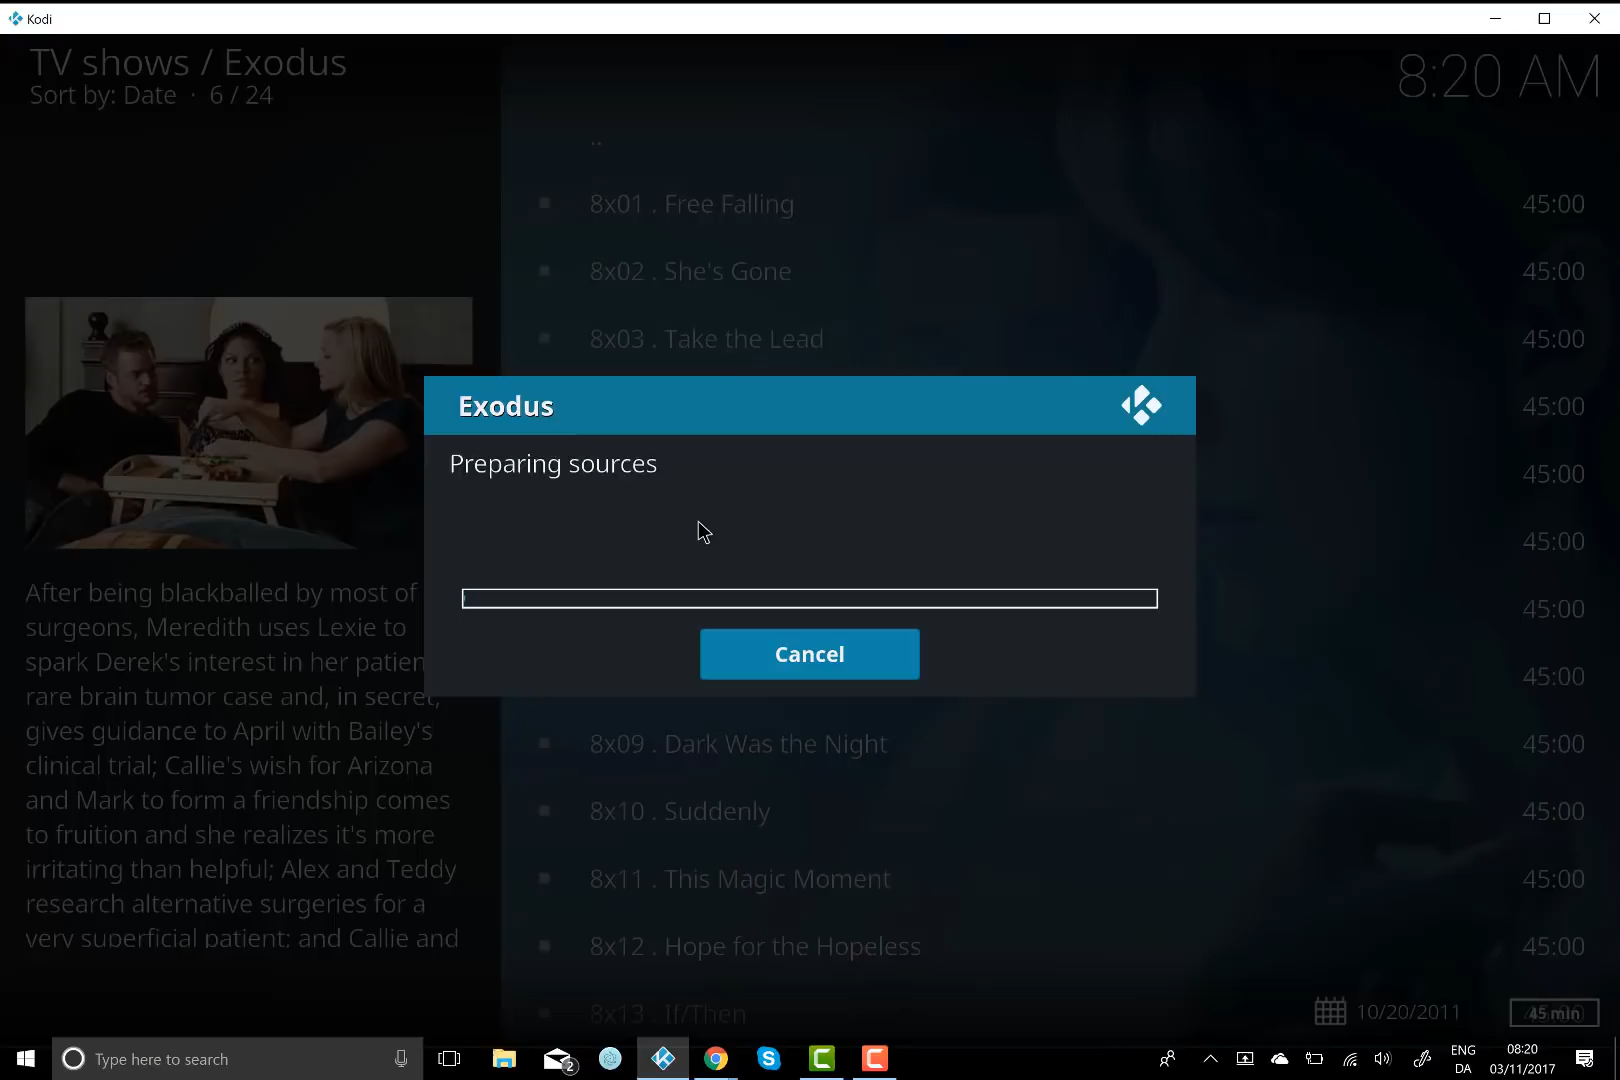 Kodi
TV shows / Exodus
Sort by: Date · 6 / 24
8:20 AM
..
8x01 . Free Falling 45:00
8x02 . She's Gone 45:00
8x03 . Take the Lead 45:00
45:00
45:00
45:00
45:00
45:00
Exodus
Preparing sources
Cancel
After being blackballed by most of
surgeons, Meredith uses Lexie to
spark Derek's interest in her patien
rare brain tumor case and, in secret,
gives guidance to April with Bailey's
clinical trial; Callie's wish for Arizona
and Mark to form a friendship comes
to fruition and she realizes it's more
irritating than helpful; Alex and Teddy
research alternative surgeries for a
very superficial patient; and Callie and
8x09 . Dark Was the Night 45:00
8x10 . Suddenly 45:00
8x11 . This Magic Moment 45:00
8x12 . Hope for the Hopeless 45:00
8x13 . If/Then
10/20/2011 45 min
Type here to search
2
ENG
DA
08:20
03/11/2017